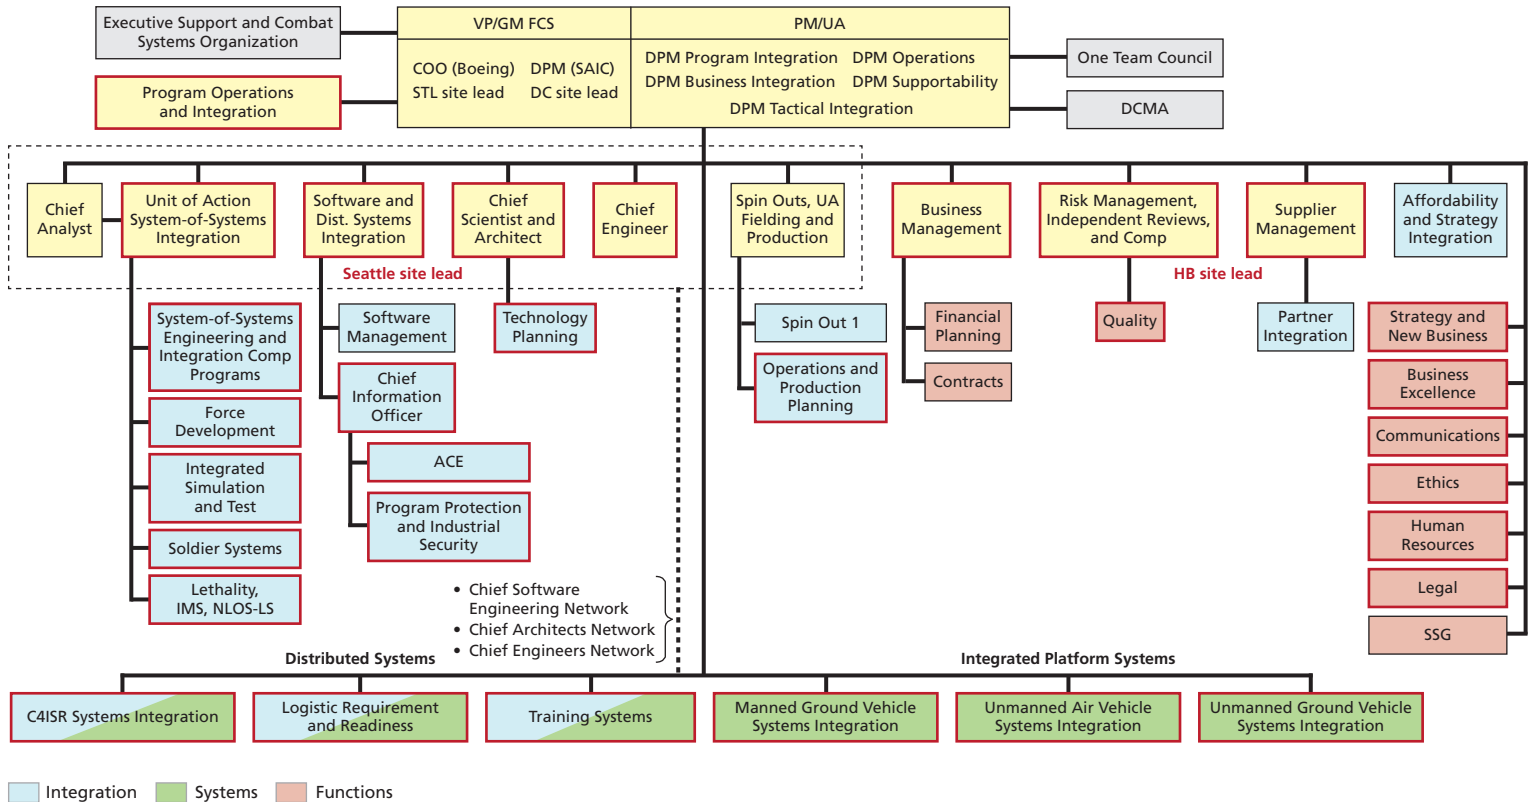 Executive Support and Combat
Systems Organization
VP/GM FCS
PM/UA
COO (Boeing)
DPM (SAIC)
STL site lead
DC site lead
DPM Program Integration
DPM Operations
DPM Business Integration
DPM Supportability
DPM Tactical Integration
One Team Council
DCMA
Program Operations
and Integration
Chief
Analyst
Unit of Action
System-of-Systems
Integration
Software and
Dist. Systems
Integration
Chief
Scientist and
Architect
Chief
Engineer
Spin Outs, UA
Fielding and
Production
Business
Management
Risk Management,
Independent Reviews,
and Comp
Supplier
Management
Affordability
and Strategy
Integration
Seattle site lead
HB site lead
System-of-Systems
Engineering and
Integration Comp
Programs
Force
Development
Integrated
Simulation
and Test
Soldier Systems
Lethality,
IMS, NLOS-LS
Software
Management
Chief
Information
Officer
ACE
Program Protection
and Industrial
Security
Technology
Planning
Spin Out 1
Operations and
Production
Planning
Financial
Planning
Contracts
Quality
Partner
Integration
Strategy and
New Business
Business
Excellence
Communications
Ethics
Human
Resources
Legal
SSG
• Chief Software
Engineering Network
• Chief Architects Network
• Chief Engineers Network
Distributed Systems
Integrated Platform Systems
C4ISR Systems Integration
Logistic Requirement
and Readiness
Training Systems
Manned Ground Vehicle
Systems Integration
Unmanned Air Vehicle
Systems Integration
Unmanned Ground Vehicle
Systems Integration
Integration
Systems
Functions